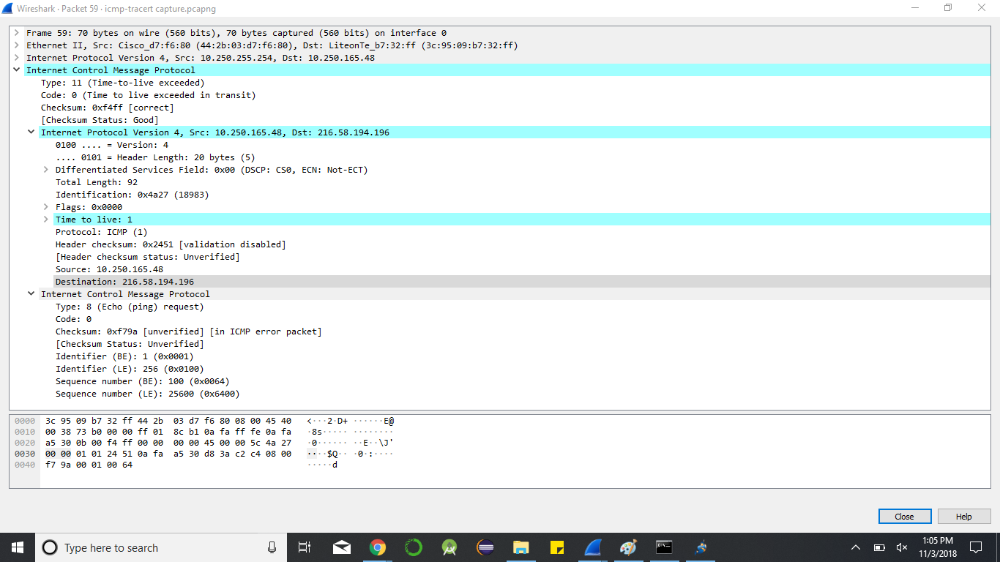 Wireshark · Packet 59 · icmp-tracert capture.pcapng
Frame 59: 70 bytes on wire (560 bits), 70 bytes captured (560 bits) on interface 0
Ethernet II, Src: Cisco_d7:f6:80 (44:2b:03:d7:f6:80), Dst: LiteonTe_b7:32:ff (3c:95:09:b7:32:ff)
Internet Protocol Version 4, Src: 10.250.255.254, Dst: 10.250.165.48
Internet Control Message Protocol
Type: 11 (Time-to-live exceeded)
Code: 0 (Time to live exceeded in transit)
Checksum: 0xf4ff [correct]
[Checksum Status: Good]
Internet Protocol Version 4, Src: 10.250.165.48, Dst: 216.58.194.196
0100 .... = Version: 4
.... 0101 = Header Length: 20 bytes (5)
Differentiated Services Field: 0x00 (DSCP: CS0, ECN: Not-ECT)
Total Length: 92
Identification: 0x4a27 (18983)
Flags: 0x0000
Time to live: 1
Protocol: ICMP (1)
Header checksum: 0x2451 [validation disabled]
[Header checksum status: Unverified]
Source: 10.250.165.48
Destination: 216.58.194.196
Internet Control Message Protocol
Type: 8 (Echo (ping) request)
Code: 0
Checksum: 0xf79a [unverified] [in ICMP error packet]
[Checksum Status: Unverified]
Identifier (BE): 1 (0x0001)
Identifier (LE): 256 (0x0100)
Sequence number (BE): 100 (0x0064)
Sequence number (LE): 25600 (0x6400)
0000 3c 95 09 b7 32 ff 44 2b 03 d7 f6 80 08 00 45 40 <···2·D+ ······E@
0010 00 38 73 b0 00 00 ff 01 8c b1 0a fa ff fe 0a fa ·8s····· ········
0020 a5 30 0b 00 f4 ff 00 00 00 00 45 00 00 5c 4a 27 ·0······ ··E··\J'
0030 00 00 01 01 24 51 0a fa a5 30 d8 3a c2 c4 08 00 ····$Q·· ·0·:····
0040 f7 9a 00 01 00 64 ·····d
Close Help
Type here to search
1:05 PM
11/3/2018